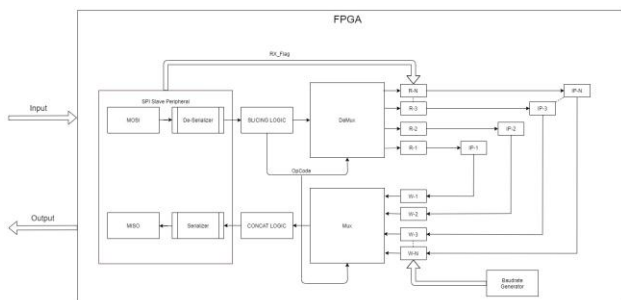 FPGA
RX_Flag
Input
SPI Slave Peripheral
MOSI
De-Serializer
SLICING LOGIC
DeMux
R-N
R-3
R-2
R-1
IP-N
IP-3
IP-2
IP-1
OpCode
Output
MISO
Serializer
CONCAT LOGIC
Mux
W-1
W-2
W-3
W-N
Baudrate
Generator